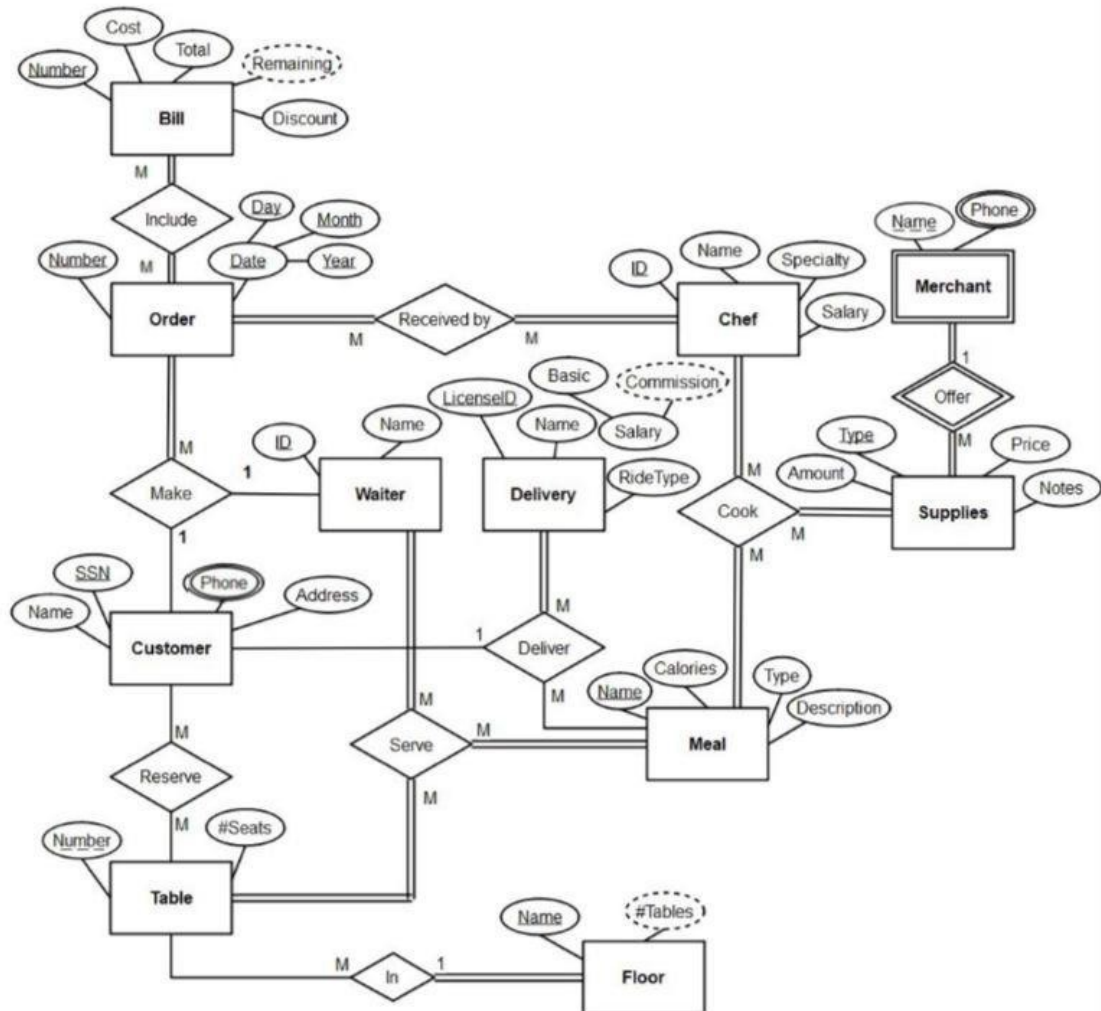 Cost
Total
Number
Remaining
Bill
Discount
M
Include
Day
Month
M
Number
Date
Year
Order
M
Received by
M
ID
Name
Specialty
Chef
Salary
Name
Phone
Merchant
1
Offer
M
Basic
Commission
LicenseID
Name
Salary
Name
ID
Type
Price
M
1
Waiter
Delivery
RideType
M
Amount
Notes
Make
Cook
M
Supplies
1
M
SSN
Phone
Address
Name
M
Customer
1
Deliver
Calories
M
Name
Type
Description
M
M
Serve
M
Meal
Reserve
M
M
#Seats
Number
Table
Name
#Tables
M
In
1
Floor